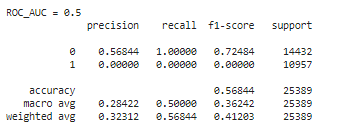 ROC_AUC = 0.5
precision recall f1-score support
0 0.56844 1.00000 0.72484 14432
1 0.00000 0.00000 0.00000 10957
accuracy 0.56844 25389
macro avg 0.28422 0.50000 0.36242 25389
weighted avg 0.32312 0.56844 0.41203 25389